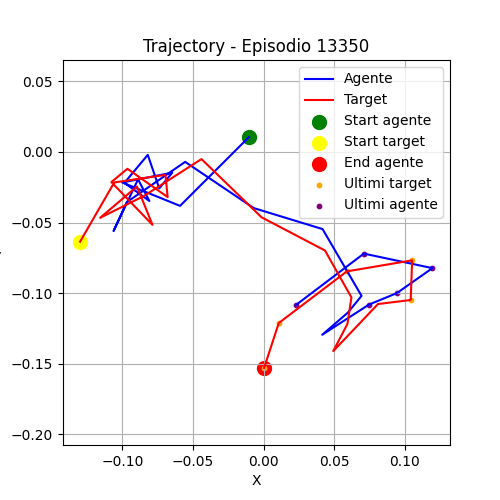 Trajectory - Episodio 13350
Agente
Target
Start agente
Start target
End agente
Ultimi target
Ultimi agente
0.05
0.00
−0.05
−0.10
−0.15
−0.20
−0.10
−0.05
0.00
0.05
0.10
X